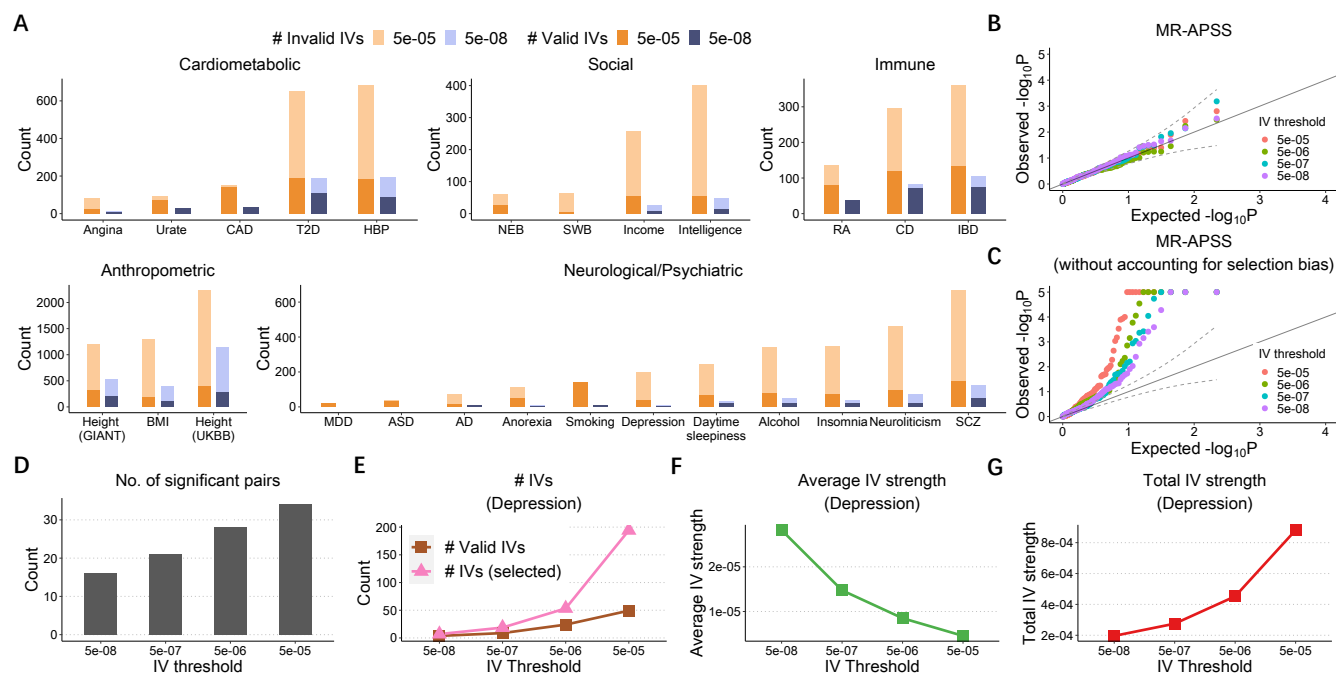 A
# Invalid IVs 5e-05 5e-08 # Valid IVs 5e-05 5e-08
Cardiometabolic
Count
600
400
200
0
Angina Urate CAD T2D HBP
Social
Count
400
300
200
100
0
NEB SWB Income Intelligence
Immune
Count
300
200
100
0
RA CD IBD
Anthropometric
Count
2000
1500
1000
500
0
Height
(GIANT)
BMI
Height
(UKBB)
Neurological/Psychiatric
Count
600
400
200
0
MDD ASD AD Anorexia Smoking Depression Daytime
sleepiness
Alcohol Insomnia Neuroliticism SCZ
B
MR-APSS
Observed -log10P
5
4
3
2
1
0
IV threshold
5e-05
5e-06
5e-07
5e-08
0 1 2 3 4
Expected -log10P
C
MR-APSS
(without accounting for selection bias)
Observed -log10P
5
4
3
2
1
0
IV threshold
5e-05
5e-06
5e-07
5e-08
0 1 2 3 4
Expected -log10P
D
No. of significant pairs
Count
30
20
10
0
5e-08 5e-07 5e-06 5e-05
IV threshold
E
# IVs
(Depression)
Count
200
150
100
50
0
# Valid IVs
# IVs (selected)
5e-08 5e-07 5e-06 5e-05
IV Threshold
F
Average IV strength
(Depression)
Average IV strength
2e-05
1e-05
5e-08 5e-07 5e-06 5e-05
IV Threshold
G
Total IV strength
(Depression)
Total IV strength
8e-04
6e-04
4e-04
2e-04
5e-08 5e-07 5e-06 5e-05
IV Threshold